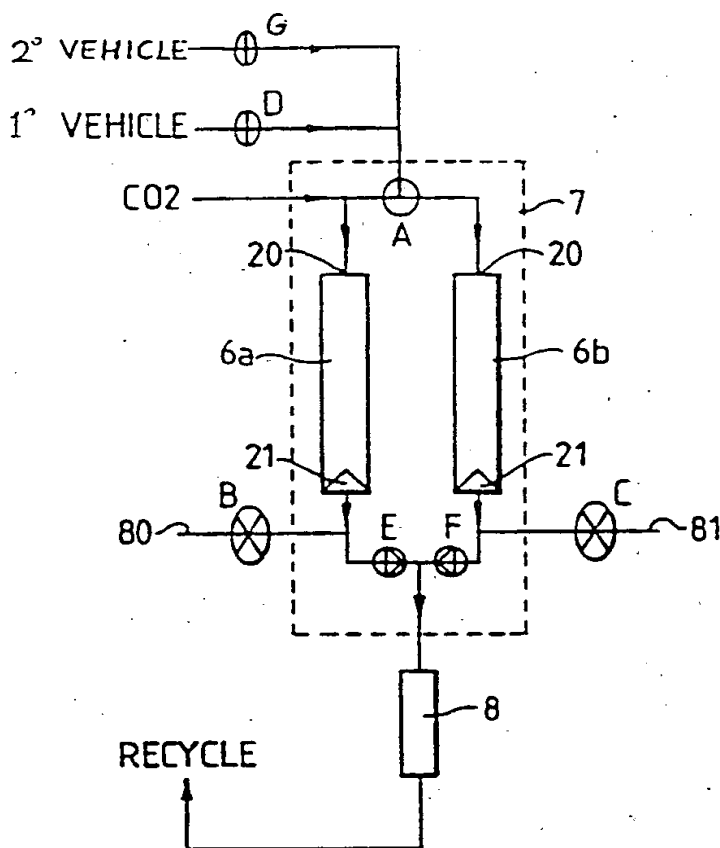 G
2° VEHICLE
D
1° VEHICLE
CO2
A
7
20 20
6a 6b
21 21
B C
80 E F 81
8
RECYCLE